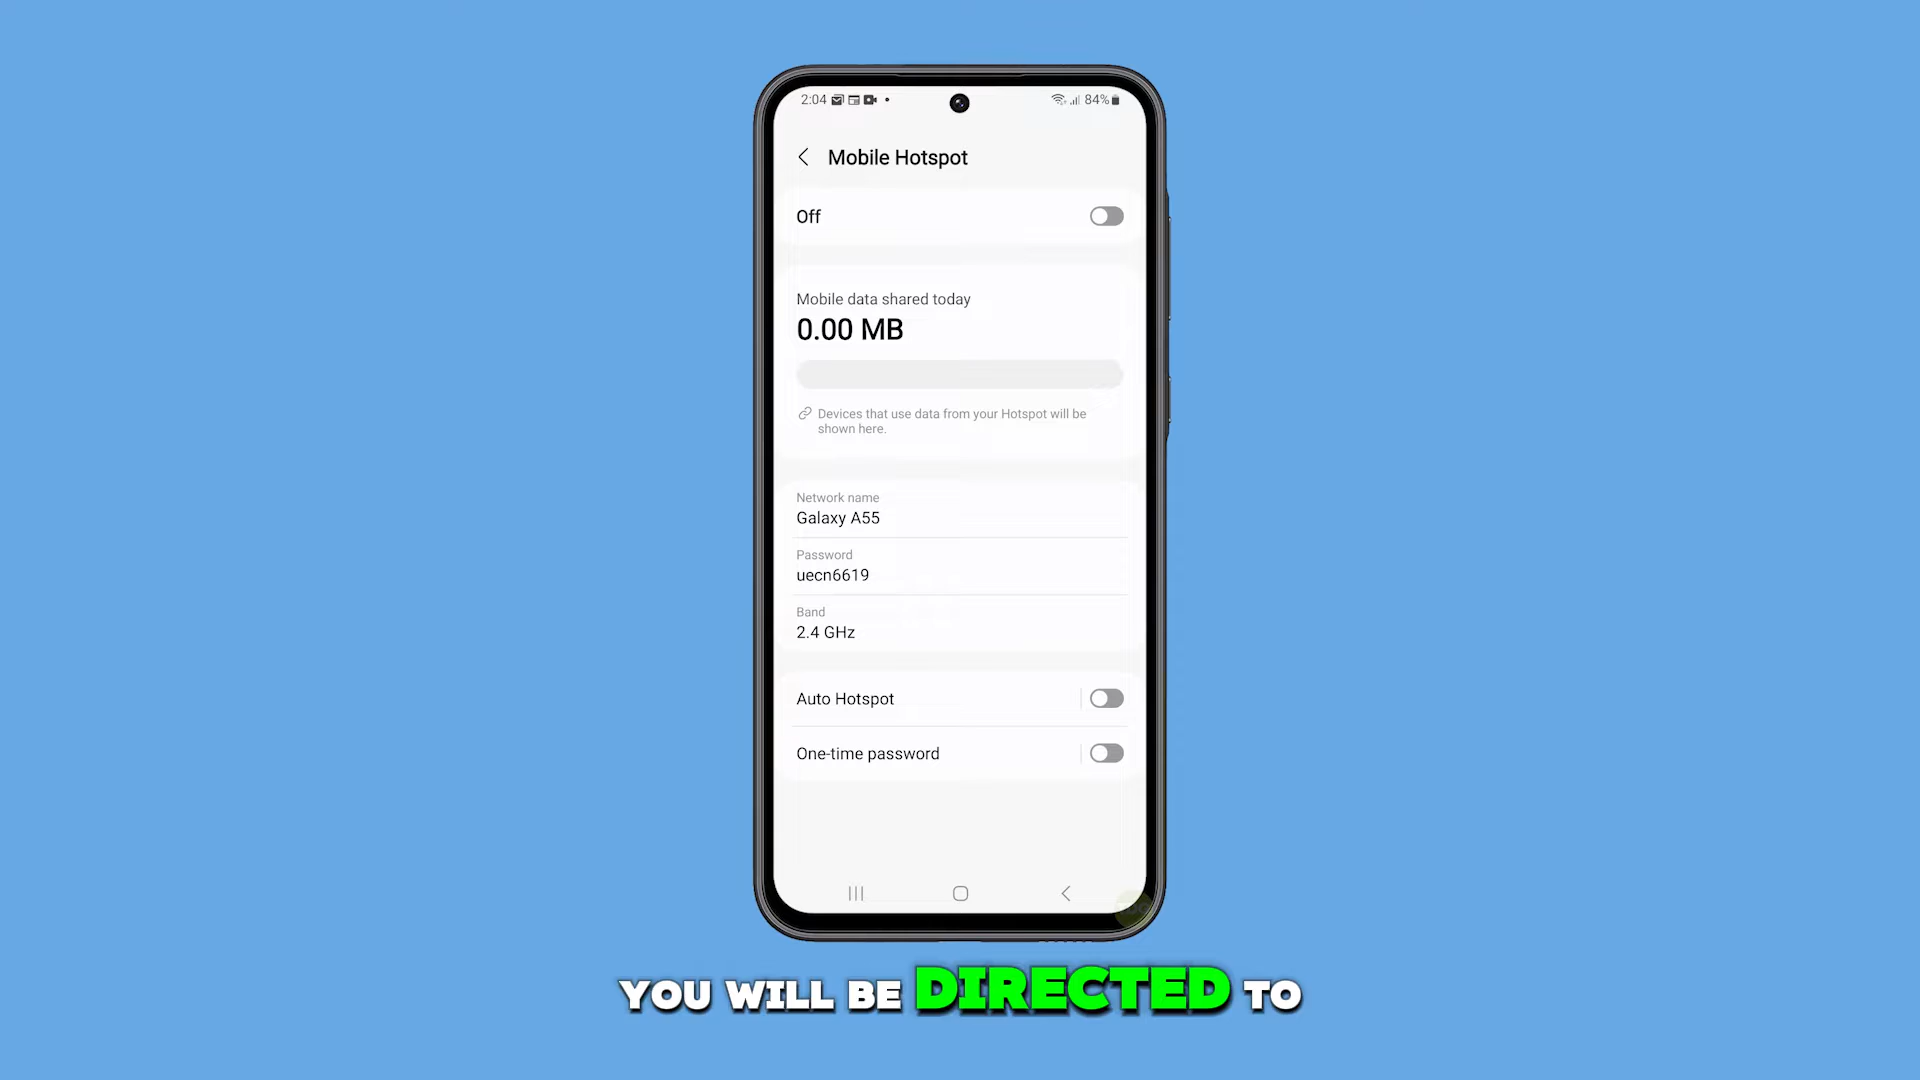 2:04
84%
Mobile Hotspot
Off
Mobile data shared today
0.00 MB
Devices that use data from your Hotspot will be
shown here.
Network name
Galaxy A55
Password
uecn6619
Band
2.4 GHz
Auto Hotspot
One-time password
YOU WILL BE DIRECTED TO